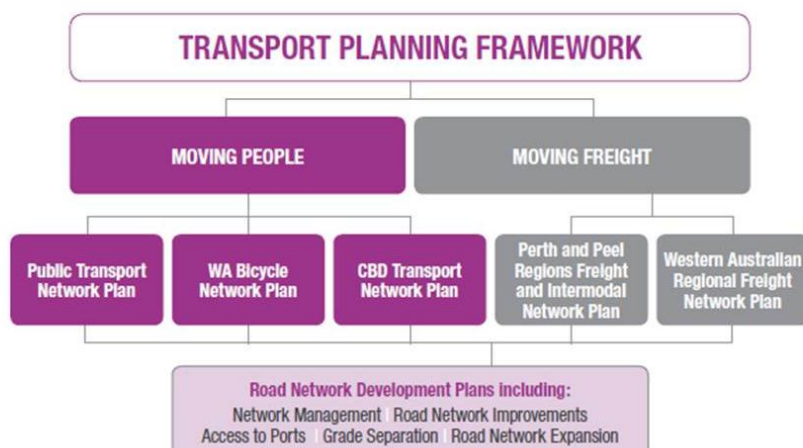 TRANSPORT PLANNING FRAMEWORK
MOVING PEOPLE
MOVING FREIGHT
Public Transport
Network Plan
WA Bicycle
Network Plan
CBD Transport
Network Plan
Perth and Peel
Regions Freight
and Intermodal
Network Plan
Western Australian
Regional Freight
Network Plan
Road Network Development Plans including:
Network Management | Road Network Improvements
Access to Ports | Grade Separation | Road Network Expansion